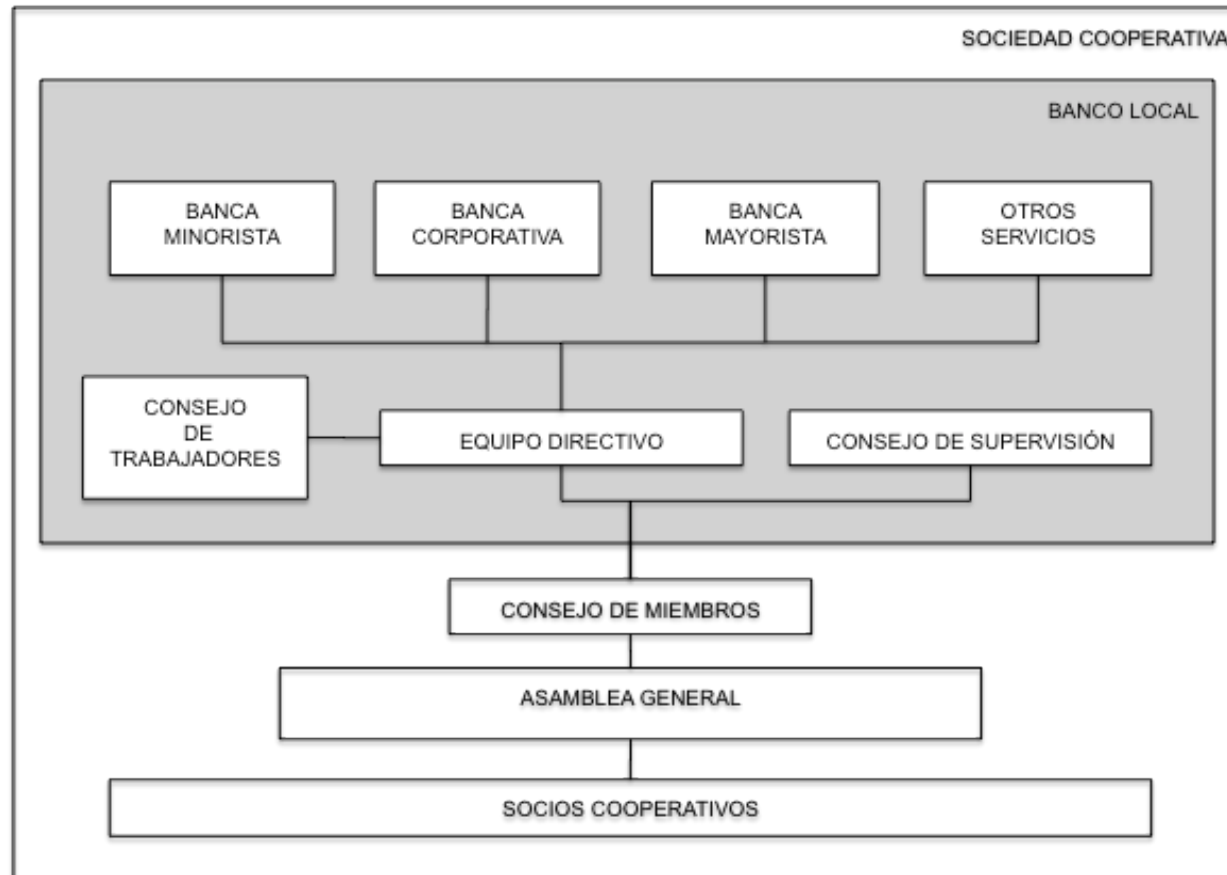 SOCIEDAD COOPERATIVA
BANCO LOCAL
BANCA
MINORISTA
BANCA
CORPORATIVA
BANCA
MAYORISTA
OTROS
SERVICIOS
CONSEJO
DE
TRABAJADORES
EQUIPO DIRECTIVO
CONSEJO DE SUPERVISIÓN
CONSEJO DE MIEMBROS
ASAMBLEA GENERAL
SOCIOS COOPERATIVOS